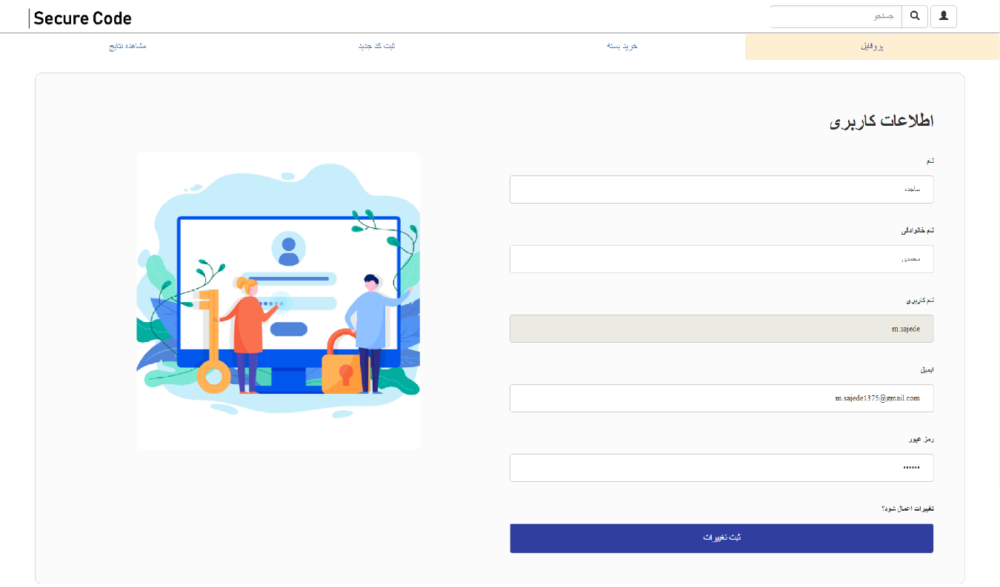 Secure Code
جستجو
پروفایل
خرید بسته
ثبت کد جدید
مشاهده نتایج
اطلاعات کاربری
نام
ساجده
نام خانوادگی
محمدی
نام کاربری
m.sajede
ایمیل
m.sajede1375@gmail.com
رمز عبور:
••••••
تغییرات اعمال شود؟
ثبت تغییرات